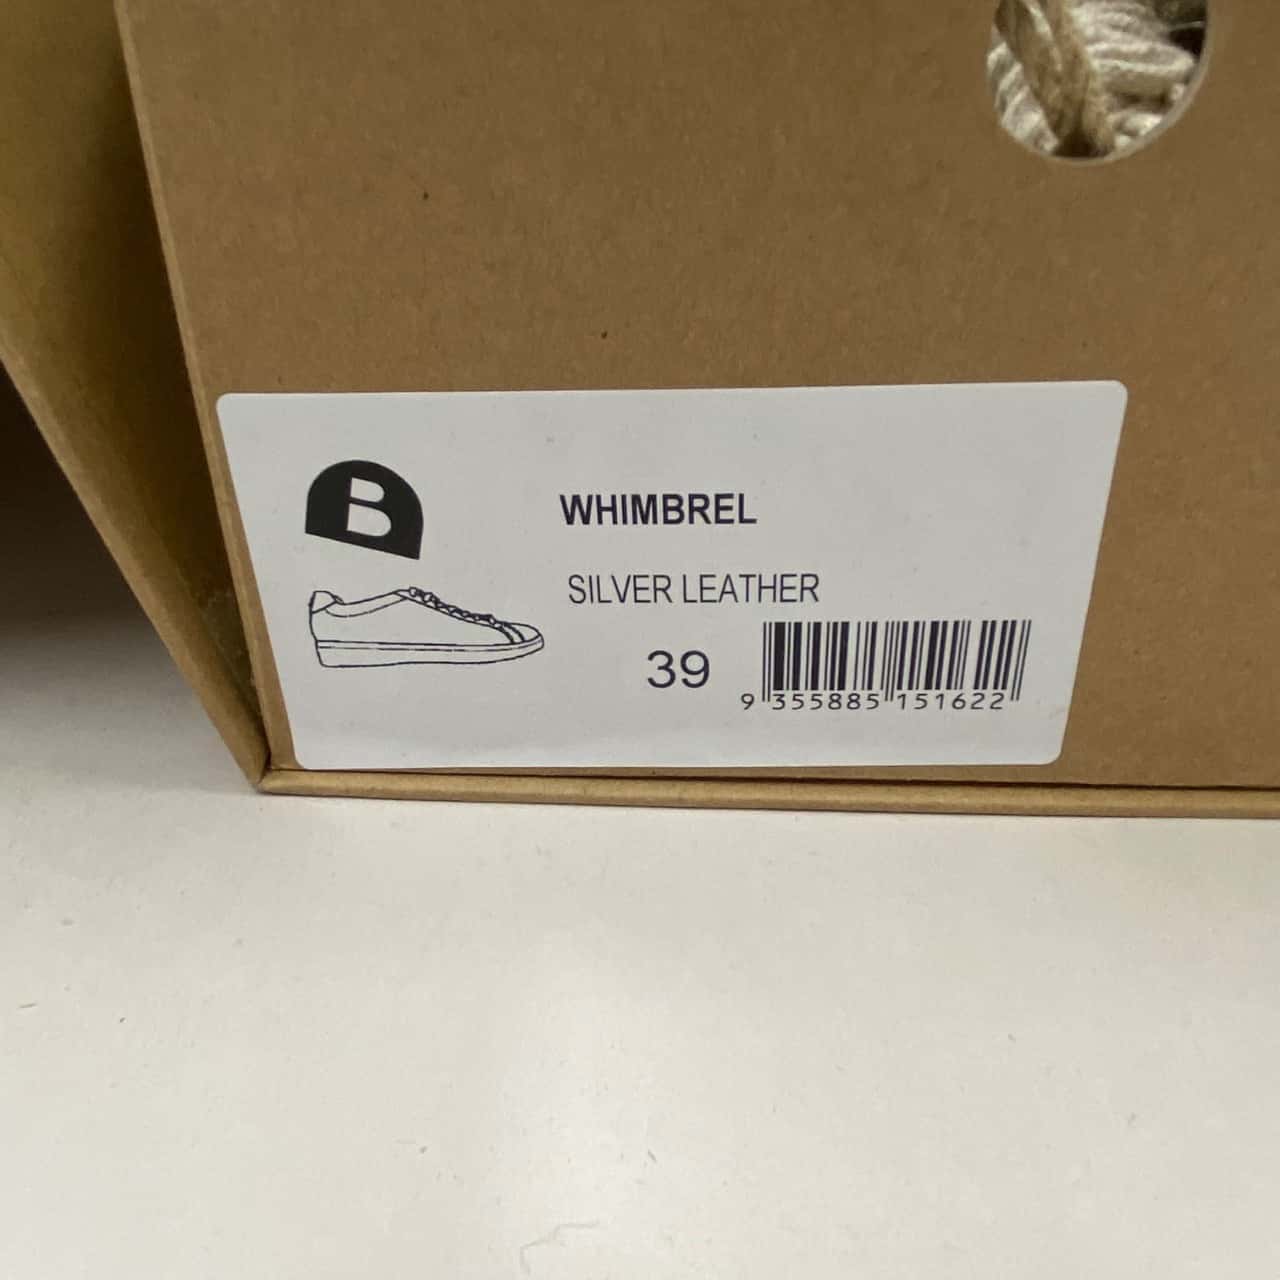 B
WHIMBREL
SILVER LEATHER
39
9 355885 151622